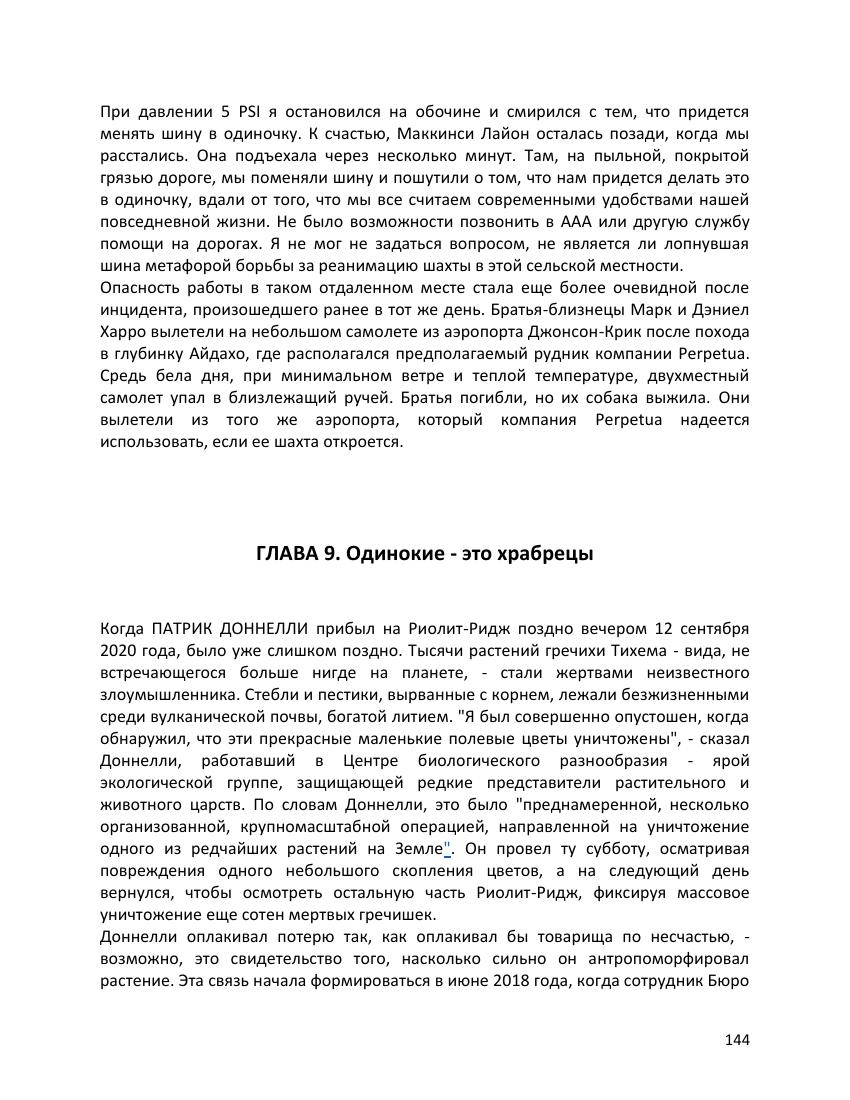 При давлении 5 PSI я остановился на обочине и смирился с тем, что придется
менять шину в одиночку. К счастью, Маккинси Лайон осталась позади, когда мы
расстались. Она подъехала через несколько минут. Там, на пыльной, покрытой
грязью дороге, мы поменяли шину и пошутили о том, что нам придется делать это
в одиночку, вдали от того, что мы все считаем современными удобствами нашей
повседневной жизни. Не было возможности позвонить в ААА или другую службу
помощи на дорогах. Я не мог не задаться вопросом, не является ли лопнувшая
шина метафорой борьбы за реанимацию шахты в этой сельской местности.
Опасность работы в таком отдаленном месте стала еще более очевидной после
инцидента, произошедшего ранее в тот же день. Братья-близнецы Марк и Дэниел
Харро вылетели на небольшом самолете из аэропорта Джонсон-Крик после похода
в глубинку Айдахо, где располагался предполагаемый рудник компании Perpetua.
Средь бела дня, при минимальном ветре и теплой температуре, двухместный
самолет упал в близлежащий ручей. Братья погибли, но их собака выжила. Они
вылетели из того же аэропорта, который компания Perpetua надеется
использовать, если ее шахта откроется.
ГЛАВА 9. Одинокие - это храбрецы
Когда ПАТРИК ДОННЕЛЛИ прибыл на Риолит-Ридж поздно вечером 12 сентября
2020 года, было уже слишком поздно. Тысячи растений гречихи Тихема - вида, не
встречающегося больше нигде на планете, - стали жертвами неизвестного
злоумышленника. Стебли и пестики, вырванные с корнем, лежали безжизненными
среди вулканической почвы, богатой литием. "Я был совершенно опустошен, когда
обнаружил, что эти прекрасные маленькие полевые цветы уничтожены", - сказал
Доннелли, работавший в Центре биологического разнообразия - ярой
экологической группе, защищающей редкие представители растительного и
животного царств. По словам Доннелли, это было "преднамеренной, несколько
организованной, крупномасштабной операцией, направленной на уничтожение
одного из редчайших растений на Земле". Он провел ту субботу, осматривая
повреждения одного небольшого скопления цветов, а на следующий день
вернулся, чтобы осмотреть остальную часть Риолит-Ридж, фиксируя массовое
уничтожение еще сотен мертвых гречишек.
Доннелли оплакивал потерю так, как оплакивал бы товарища по несчастью, -
возможно, это свидетельство того, насколько сильно он антропоморфировал
растение. Эта связь начала формироваться в июне 2018 года, когда сотрудник Бюро
144